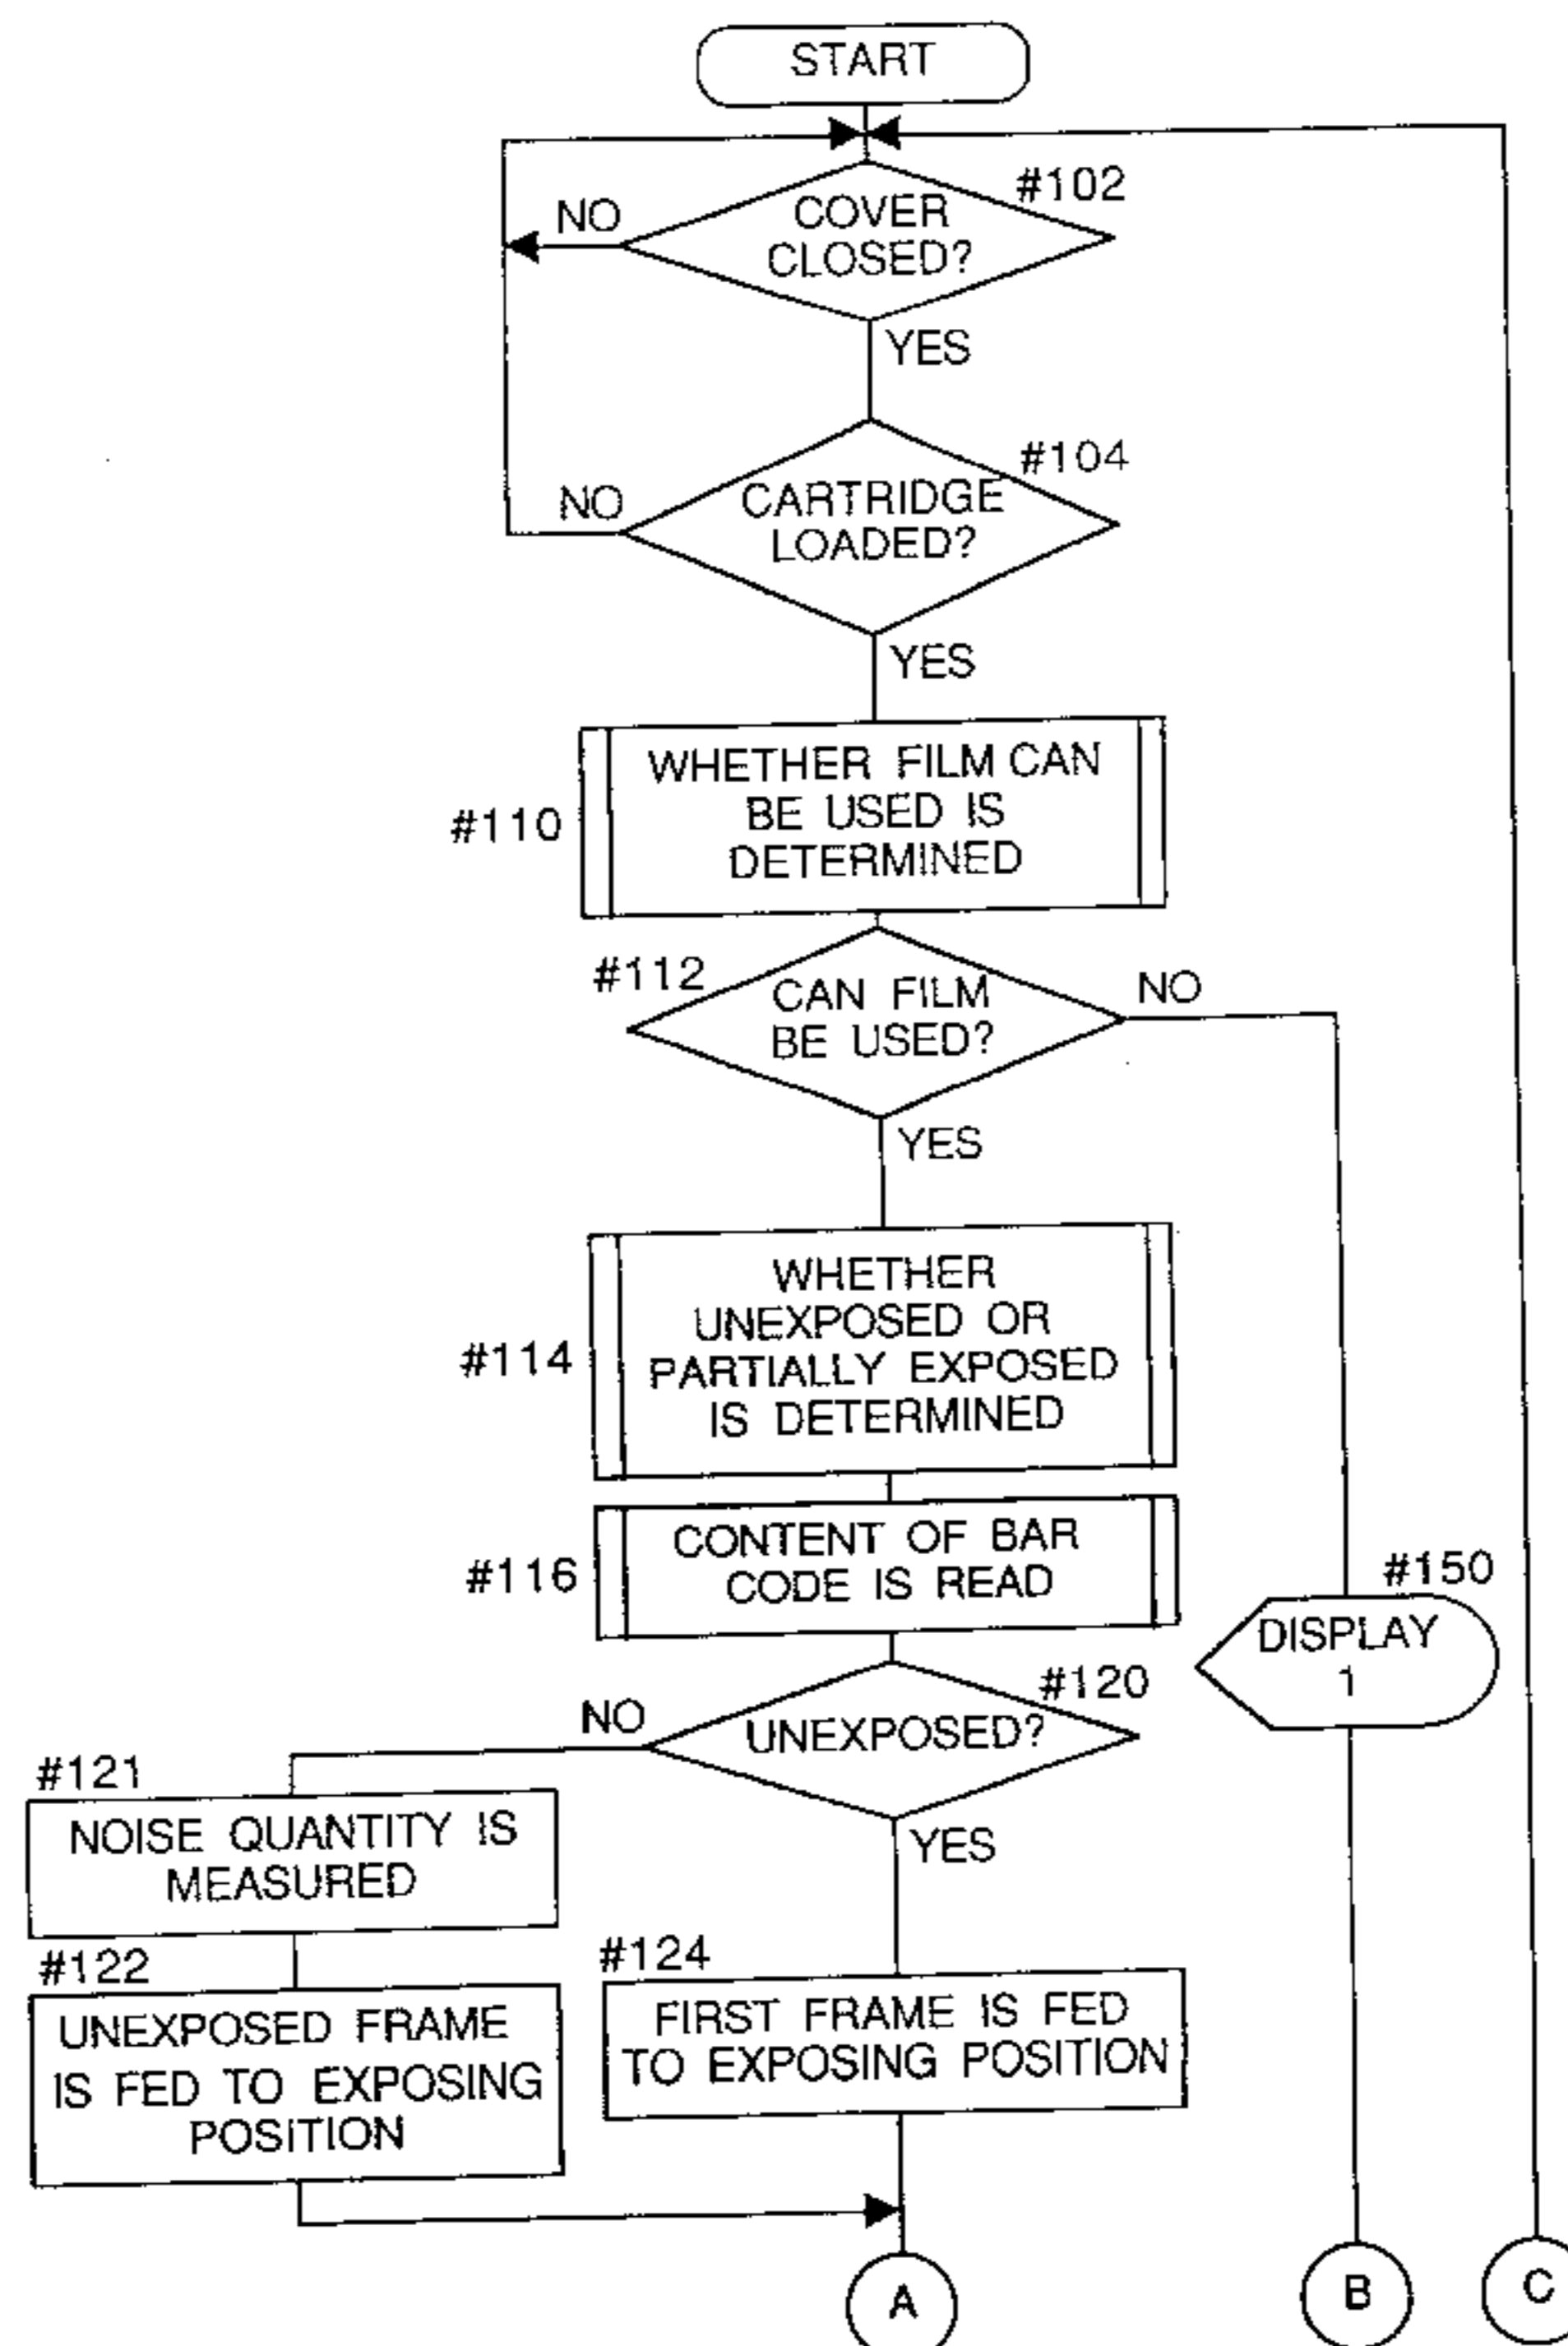 START
#102
NO
COVER
CLOSED?
YES
#104
NO
CARTRIDGE
LOADED?
YES
#110
WHETHER FILM CAN
BE USED IS
DETERMINED
#112
CAN FILM
BE USED?
NO
YES
#114
WHETHER
UNEXPOSED OR
PARTIALLY EXPOSED
IS DETERMINED
#116
CONTENT OF BAR
CODE IS READ
#150
DISPLAY
1
#120
NO
UNEXPOSED?
YES
#121
NOISE QUANTITY IS
MEASURED
#122
UNEXPOSED FRAME
IS FED TO EXPOSING
POSITION
#124
FIRST FRAME IS FED
TO EXPOSING POSITION
A
B
C